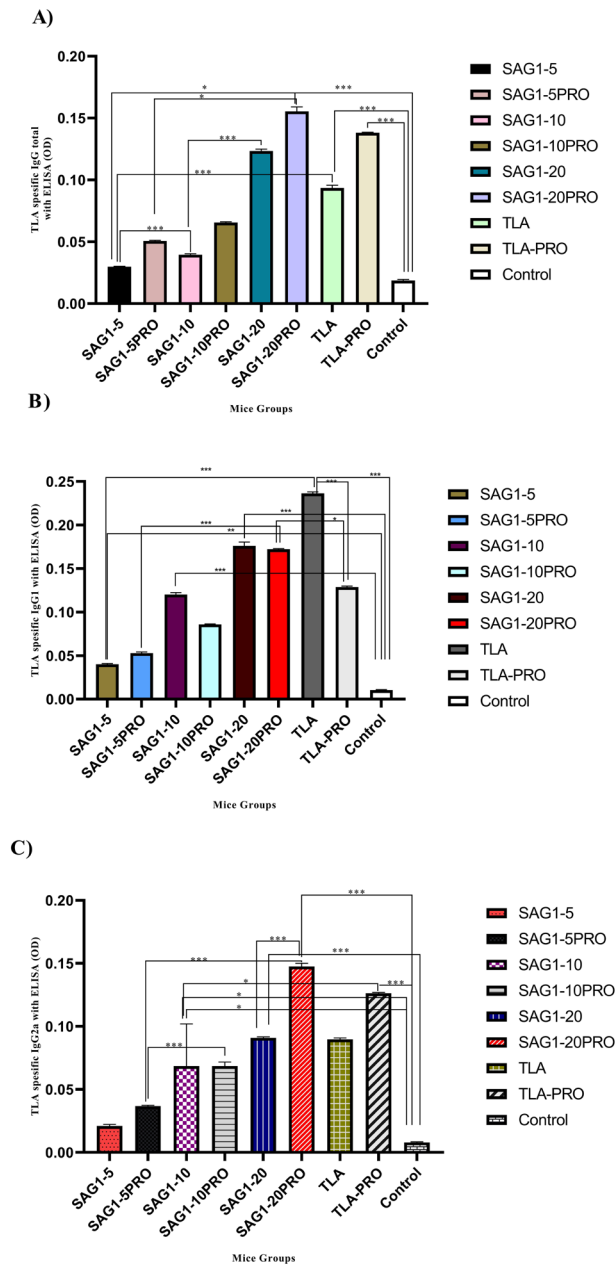 A)
0.20
0.15
0.10
0.05
0.00
TLA spesific IgG total
with ELISA (OD)
*
***
*
***
***
***
***
***
SAG1-5
SAG1-5PRO
SAG1-10
SAG1-10PRO
SAG1-20
SAG1-20PRO
TLA
TLA-PRO
Control
Mice Groups
SAG1-5
SAG1-5PRO
SAG1-10
SAG1-10PRO
SAG1-20
SAG1-20PRO
TLA
TLA-PRO
Control
B)
0.25
0.20
0.15
0.10
0.05
0.00
TLA spesific IgG1 with ELISA (OD)
***
***
***
***
***
*
**
***
SAG1-5
SAG1-5PRO
SAG1-10
SAG1-10PRO
SAG1-20
SAG1-20PRO
TLA
TLA-PRO
Control
Mice Groups
SAG1-5
SAG1-5PRO
SAG1-10
SAG1-10PRO
SAG1-20
SAG1-20PRO
TLA
TLA-PRO
Control
C)
0.20
0.15
0.10
0.05
0.00
TLA spesific IgG2a with ELISA (OD)
***
***
***
***
*
***
*
*
***
SAG1-5
SAG1-5PRO
SAG1-10
SAG1-10PRO
SAG1-20
SAG1-20PRO
TLA
TLA-PRO
Control
Mice Groups
SAG1-5
SAG1-5PRO
SAG1-10
SAG1-10PRO
SAG1-20
SAG1-20PRO
TLA
TLA-PRO
Control